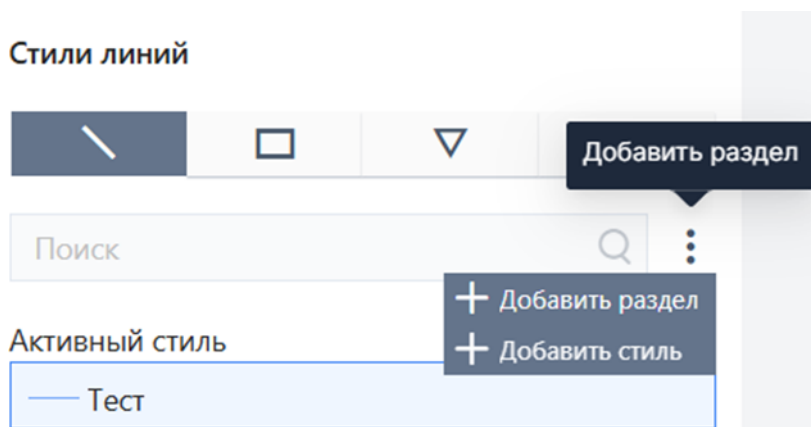 Стили линий
Добавить раздел
Поиск
Добавить раздел
Добавить стиль
Активный стиль
Тест